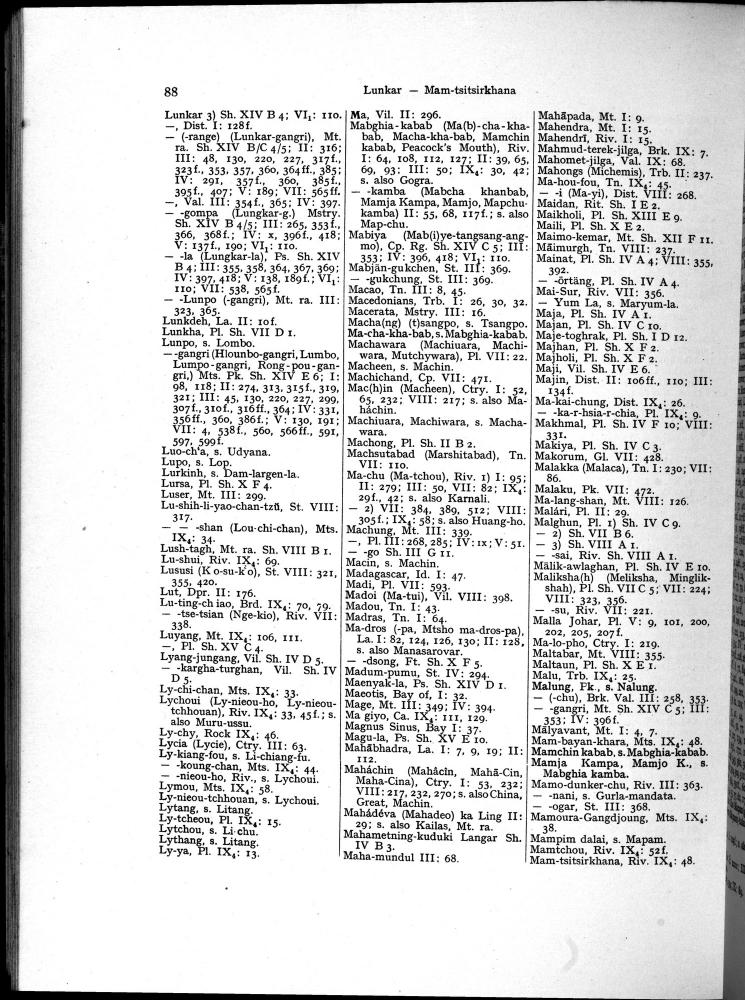 88
Lunkar — Mam-tsitsirkhana
Lunkar 3) Sh. XIV B 4; VI₁: 110.
—, Dist. I: 128f.
— (-range) (Lunkar-gangri), Mt.
ra. Sh. XIV B/C 4/5; II: 316;
III: 48, 130, 220, 227, 317f.,
323f., 353, 357, 360, 364ff., 385;
IV: 291, 357f., 360, 385f.,
395f., 407; V: 189; VII: 565ff.
—, Val. III: 354f., 365; IV: 397.
— -gompa (Lungkar-g.) Mstry.
Sh. XIV B 4/5; III: 265, 353f.,
366, 368f.; IV: x, 396f., 418;
V: 137f., 190; VI₁: 110.
— -la (Lungkar-la), Ps. Sh. XIV
B 4; III: 355, 358, 364, 367, 369;
IV: 397, 418; V: 138, 189f.; VI₁:
110; VII: 538, 565f.
— -Lunpo (-gangri), Mt. ra. III:
323, 365.
Lunkdeh, La. II: 10f.
Lunkha, Pl. Sh. VII D 1.
Lunpo, s. Lombo.
— -gangri (Hlounbo-gangri, Lumbo,
Lumpo-gangri, Rong-pou-gan-
gri,) Mts. Pk. Sh. XIV E 6; I:
98, 118; II: 274, 313, 315f., 319,
321; III: 45, 130, 220, 227, 299,
307f., 310f., 316ff., 364; IV: 331,
356ff., 360, 386f.; V: 130, 191;
VII: 4, 538f., 560, 566ff., 591,
597, 599f.
Luo-ch'a, s. Udyana.
Lupo, s. Lop.
Lurkinh, s. Dam-largen-la.
Lursa, Pl. Sh. X F 4.
Luser, Mt. III: 299.
Lu-shih-li-yao-chan-tzŭ, St. VIII:
317.
— — -shan (Lou-chi-chan), Mts.
IX₄: 34.
Lush-tagh, Mt. ra. Sh. VIII B 1.
Lu-shui, Riv. IX₄: 69.
Lususi (K o-su-k'o), St. VIII: 321,
355, 420.
Lut, Dpr. II: 176.
Lu-ting-ch iao, Brd. IX₄: 70, 79.
— -tse-tsian (Nge-kio), Riv. VII:
338.
Luyang, Mt. IX₄: 106, 111.
—, Pl. Sh. XV C 4.
Lyang-jungang, Vil. Sh. IV D 5.
— -kargha-turghan, Vil. Sh. IV
D 5.
Ly-chi-chan, Mts. IX₄: 33.
Lychoui (Ly-nieou-ho, Ly-nieou-
tchhouan), Riv. IX₄: 33, 45f.; s.
also Muru-ussu.
Ly-chy, Rock IX₄: 46.
Lycia (Lycie), Ctry. III: 63.
Ly-kiang-fou, s. Li-chiang-fu.
— -koung-chan, Mts. IX₄: 44.
— -nieou-ho, Riv., s. Lychoui.
Lymou, Mts. IX₄: 58.
Ly-nieou-tchhouan, s. Lychoui.
Lytang, s. Litang.
Ly-tcheou, Pl. IX₄: 15.
Lytchou, s. Li-chu.
Lythang, s. Litang.
Ly-ya, Pl. IX₄: 13.
Ma, Vil. II: 296.
Mabghia-kabab (Ma(b)-cha-kha-
bab, Macha-kha-bab, Mamchin
kabab, Peacock's Mouth), Riv.
I: 64, 108, 112, 127; II: 39, 65,
69, 93; III: 50; IX₄: 30, 42;
s. also Gogra.
— -kamba (Mabcha khanbab,
Mamja Kampa, Mamjo, Mapchu-
kamba) II: 55, 68, 117f.; s. also
Map-chu.
Mabiya (Mab(i)ye-tangsang-ang-
mo), Cp. Rg. Sh. XIV C 5; III:
353; IV: 396, 418; VI₁: 110.
Mabjän-gukchen, St. III: 369.
— -gukchung, St. III: 369.
Macao, Tn. III: 8, 45.
Macedonians, Trb. I: 26, 30, 32.
Macerata, Mstry. III: 16.
Macha(ng) (t)sangpo, s. Tsangpo.
Ma-cha-kha-bab, s. Mabghia-kabab.
Machawara (Machiuara, Machi-
wara, Mutchywara), Pl. VII: 22.
Macheen, s. Machin.
Machichand, Cp. VII: 471.
Mac(h)in (Macheen), Ctry. I: 52,
65, 232; VIII: 217; s. also Ma-
háchin.
Machiuara, Machiwara, s. Macha-
wara.
Machong, Pl. Sh. II B 2.
Machsutabad (Marshitabad), Tn.
VII: 110.
Ma-chu (Ma-tchou), Riv. 1) I: 95;
II: 279; III: 50, VII: 82; IX₄:
29f., 42; s. also Karnali.
— 2) VII: 384, 389, 512; VIII:
305f.; IX₄: 58; s. also Huang-ho.
Machung, Mt. III: 339.
—, Pl. III: 268, 285; IV: ix; V: 51.
— -go Sh. III G 11.
Macin, s. Machin.
Madagascar, Id. I: 47.
Madi, Pl. VII: 593.
Madoi (Ma-tui), Vil. VIII: 398.
Madou, Tn. I: 43.
Madras, Tn. I: 64.
Ma-dros (-pa, Mtsho ma-dros-pa),
La. I: 82, 124, 126, 130; II: 128,
s. also Manasarovar.
— -dsong, Ft. Sh. X F 5.
Madum-pumu, St. IV: 294.
Maenyak-la, Ps. Sh. XIV D 1.
Maeotis, Bay of, I: 32.
Mage, Mt. III: 349; IV: 394.
Ma giyo, Ca. IX₄: 111, 129.
Magnus Sinus, Bay I: 37.
Magu-la, Ps. Sh. XV E 10.
Mahābhadra, La. I: 7, 9, 19; II:
112.
Maháchin (Mahâcîn, Mahā-Cin,
Maha-Cina), Ctry. I: 53, 232;
VIII: 217, 232, 270; s. also China,
Great, Machin.
Mahádéva (Mahadeo) ka Ling II:
29; s. also Kailas, Mt. ra.
Mahametning-kuduki Langar Sh.
IV B 3.
Maha-mundul III: 68.
Mahāpada, Mt. I: 9.
Mahendra, Mt. I: 15.
Mahendrī, Riv. I: 15.
Mahmud-terek-jilga, Brk. IX: 7.
Mahomet-jilga, Val. IX: 68.
Mahongs (Michemis), Trb. II: 237.
Ma-hou-fou, Tn. IX₄: 45.
— -i (Ma-yi), Dist. VIII: 268.
Maidan, Rit. Sh. I E 2.
Maikholi, Pl. Sh. XIII E 9.
Maili, Pl. Sh. X E 2.
Maimo-kemar, Mt. Sh. XII F 11.
Māimurgh, Tn. VIII: 237.
Mainat, Pl. Sh. IV A 4; VIII: 355,
392.
— -örtäng, Pl. Sh. IV A 4.
Mai-Sur, Riv. VII: 356.
— Yum La, s. Maryum-la.
Maja, Pl. Sh. IV A 1.
Majan, Pl. Sh. IV C 10.
Maje-toghrak, Pl. Sh. I D 12.
Majhan, Pl. Sh. X F 2.
Majholi, Pl. Sh. X F 2.
Maji, Vil. Sh. IV E 6.
Majin, Dist. II: 106ff., 110; III:
134f.
Ma-kai-chung, Dist. IX₄: 26.
— -ka-r-hsia-r-chia, Pl. IX₄: 9.
Makhmal, Pl. Sh. IV F 10; VIII:
331.
Makiya, Pl. Sh. IV C 3.
Makorum, Gl. VII: 428.
Malakka (Malaca), Tn. I: 230; VII:
86.
Malaku, Pk. VII: 472.
Ma-lang-shan, Mt. VIII: 126.
Malári, Pl. II: 29.
Malghun, Pl. 1) Sh. IV C 9.
— 2) Sh. VII B 6.
— 3) Sh. VIII A 1.
— -sai, Riv. Sh. VIII A 1.
Mälik-awlaghan, Pl. Sh. IV E 10.
Maliksha(h) (Meliksha, Minglik-
shah), Pl. Sh. VII C 5; VII: 224;
VIII: 323, 356.
— -su, Riv. VII: 221.
Malla Johar, Pl. V: 9, 101, 200,
202, 205, 207f.
Ma-lo-pho, Ctry. I: 219.
Maltabar, Mt. VIII: 355.
Maltaun, Pl. Sh. X E 1.
Malu, Trb. IX₄: 25.
Malung, Pk., s. Nalung.
— (-chu), Brk. Val. III: 258, 353.
— -gangri, Mt. Sh. XIV C 5; III:
353; IV: 396f.
Mālyavant, Mt. I: 4, 7.
Mam-bayan-khara, Mts. IX₄: 48.
Mamchin kabab, s. Mabghia-kabab.
Mamja Kampa, Mamjo K., s.
Mabghia kamba.
Mamo-dunker-chu, Riv. III: 363.
— -nani, s. Gurla-mandata.
— -ogar, St. III: 368.
Mamoura-Gangdjoung, Mts. IX₄:
38.
Mampim dalai, s. Mapam.
Mamtchou, Riv. IX₄: 52f.
Mam-tsitsirkhana, Riv. IX₄: 48.